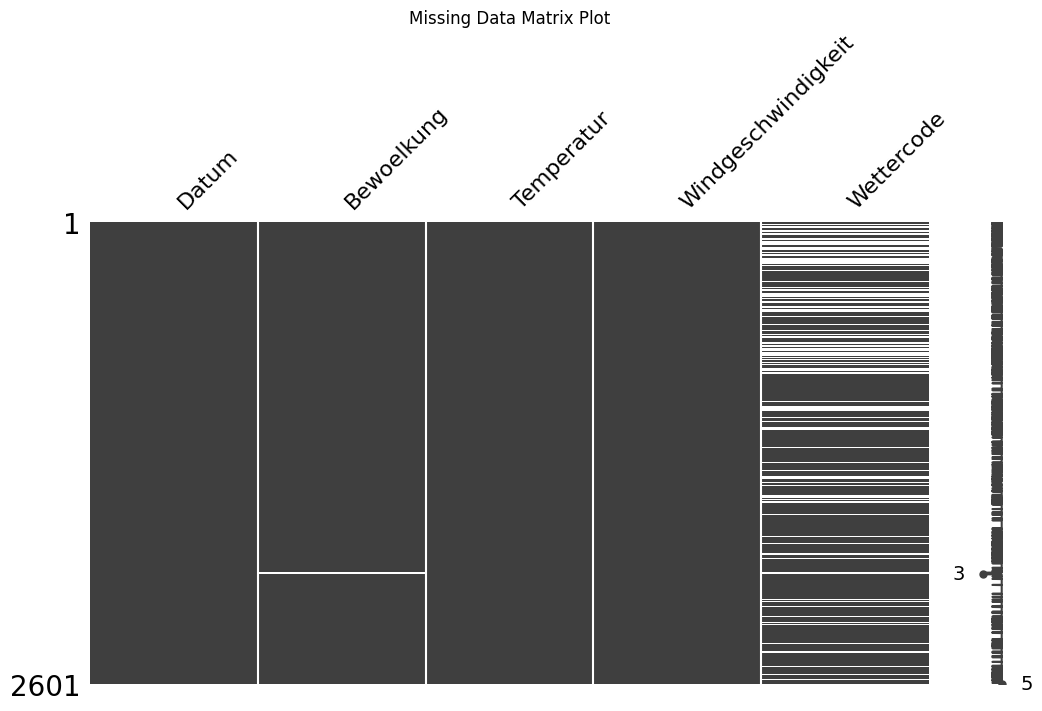 Missing Data Matrix Plot
Datum
Bewoelkung
Temperatur
Windgeschwindigkeit
Wettercode
1
3
2601
5